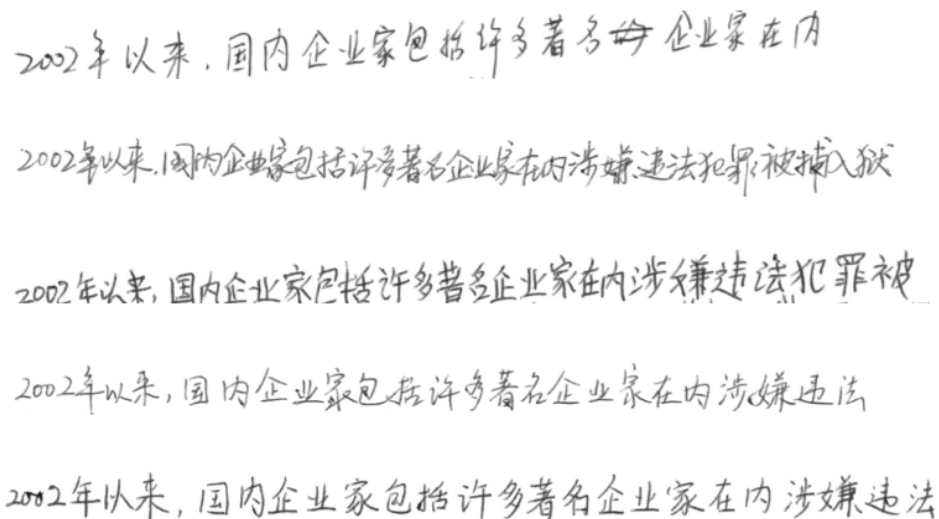 2002年以来,国内企业家包括许多著名企业家在内
2002年以来,国内企业家包括许多著名企业家在内涉嫌违法犯罪被捕入狱
2002年以来,国内企业家包括许多著名企业家在内涉嫌违法犯罪被
2002年以来,国内企业家包括许多著名企业家在内涉嫌违法
2002年以来,国内企业家包括许多著名企业家在内涉嫌违法